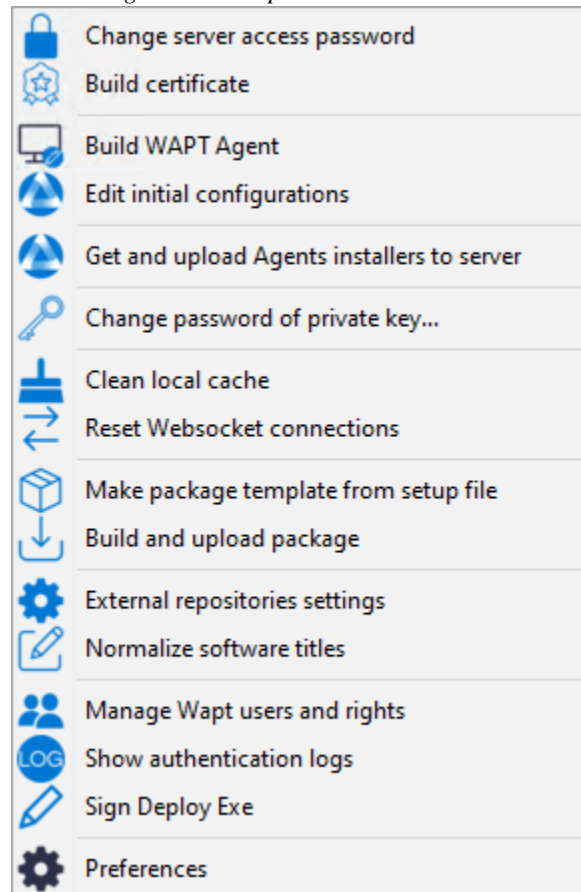 Change server access password
Build certificate
Build WAPT Agent
Edit initial configurations
Get and upload Agents installers to server
Change password of private key...
Clean local cache
Reset Websocket connections
Make package template from setup file
Build and upload package
External repositories settings
Normalize software titles
Manage Wapt users and rights
LOG Show authentication logs
Sign Deploy Exe
Preferences